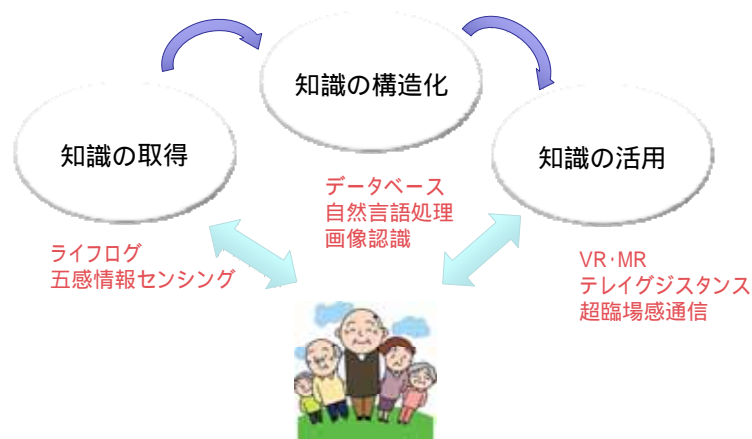 知識の構造化
知識の取得
知識の活用
データベース
自然言語処理
画像認識
ライフログ
五感情報センシング
VR・MR
テレイグジスタンス
超臨場感通信